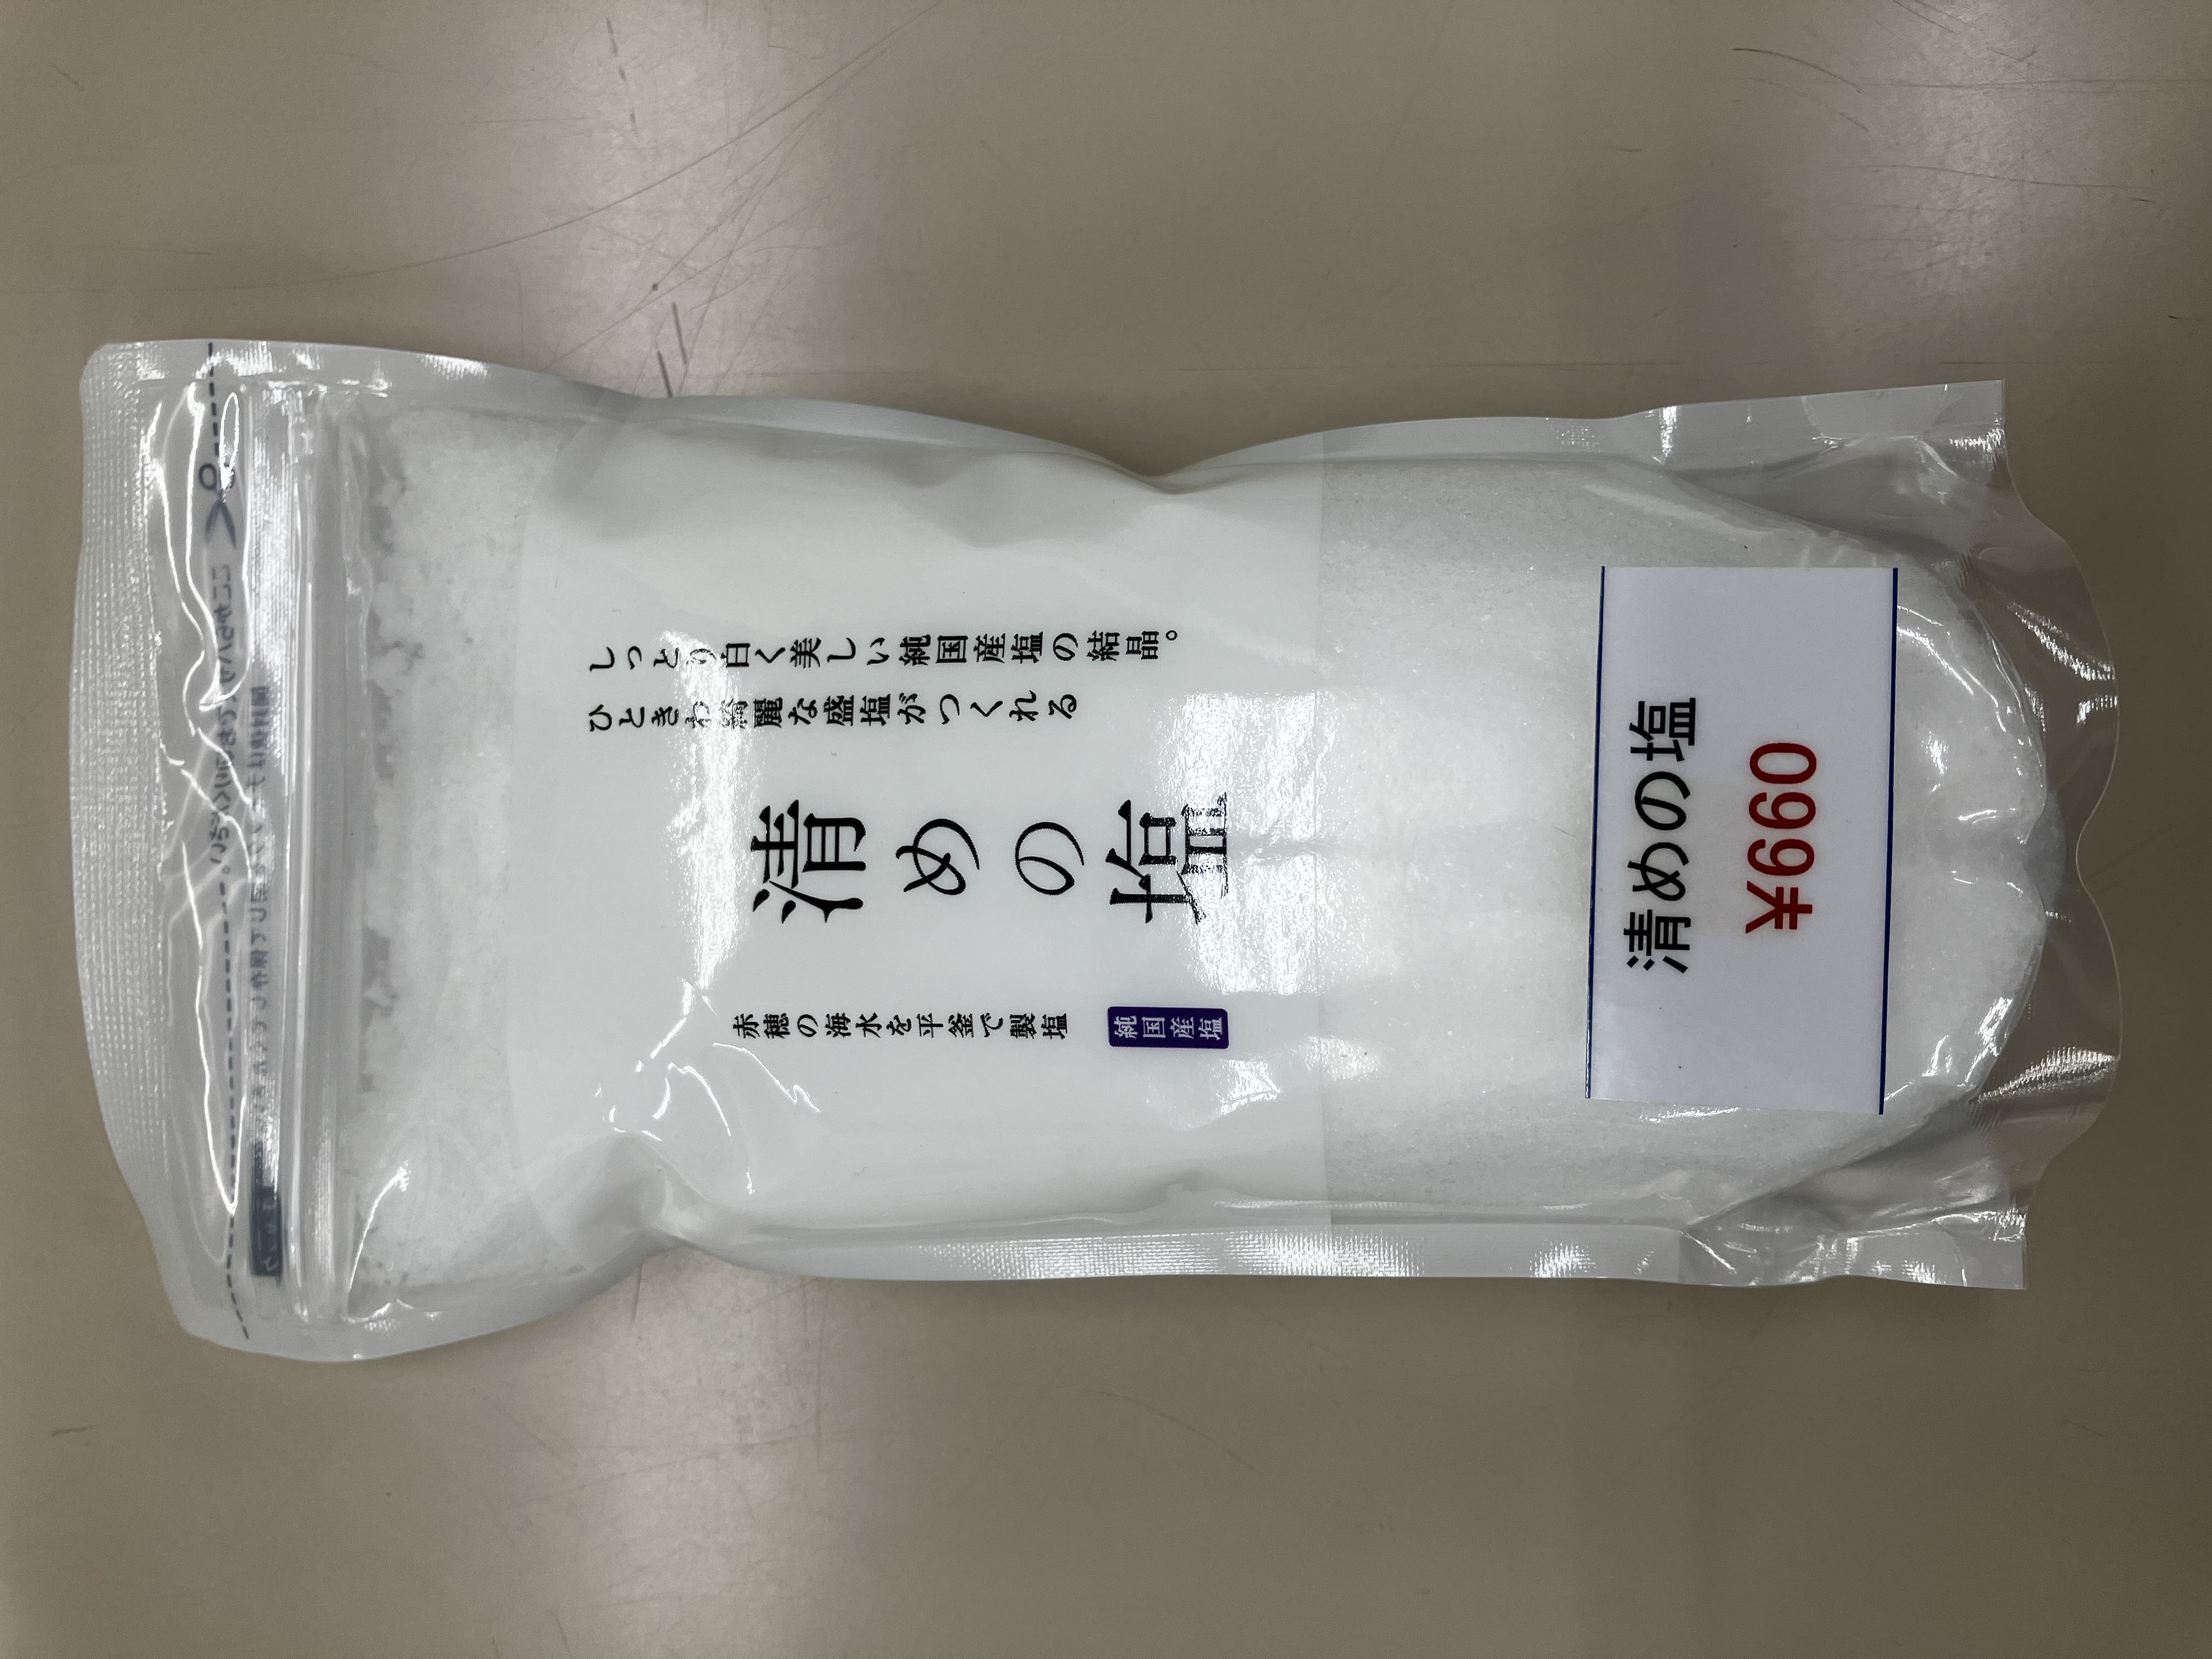 しっとり白く美しい純国産塩の結晶。
ひときわ綺麗な盛塩がつくれる
清めの塩
赤穂の海水を平釜で製塩
純国産塩
清めの塩
¥660